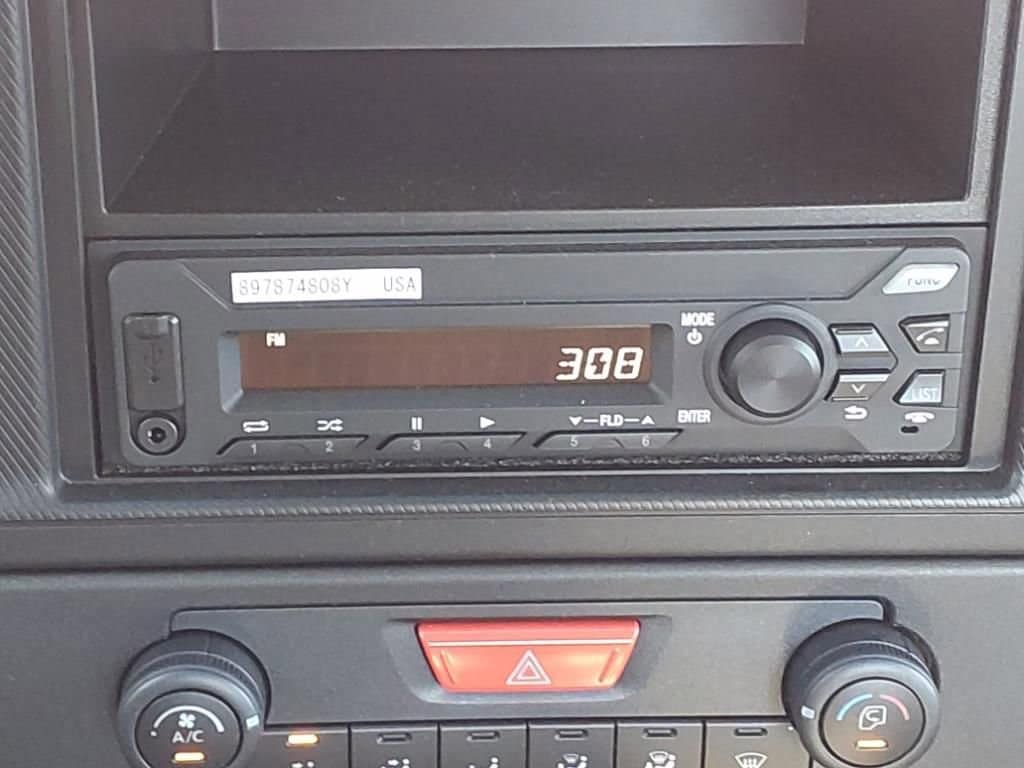 897874808Y USA
FUNC
FM
MODE
308
LIST
FLD
ENTER
1 2 3 4 5 6
A/C